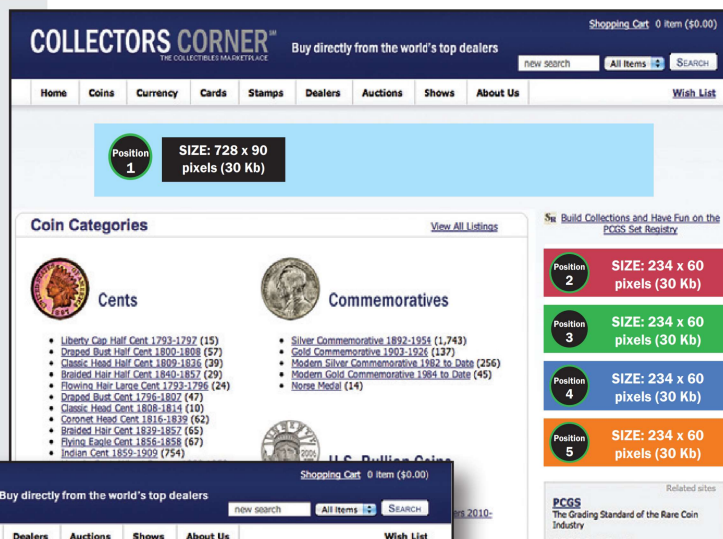 Shopping Cart 0 item ($0.00)
COLLECTORS CORNER℠
THE COLLECTIBLES MARKETPLACE
Buy directly from the world's top dealers
new search All Items SEARCH
Home Coins Currency Cards Stamps Dealers Auctions Shows About Us Wish List
Position
1
SIZE: 728 x 90
pixels (30 Kb)
Coin Categories View All Listings
Cents
Liberty Cap Half Cent 1793-1797 (15)
Draped Bust Half Cent 1800-1808 (57)
Classic Head Half Cent 1809-1836 (39)
Braided Hair Half Cent 1840-1857 (29)
Flowing Hair Large Cent 1793-1796 (24)
Draped Bust Cent 1796-1807 (47)
Classic Head Cent 1808-1814 (10)
Coronet Head Cent 1816-1839 (62)
Braided Hair Cent 1839-1857 (65)
Flying Eagle Cent 1856-1858 (67)
Indian Cent 1859-1909 (754)
Commemoratives
Silver Commemorative 1892-1954 (1,743)
Gold Commemorative 1903-1926 (137)
Modern Silver Commemorative 1982 to Date (256)
Modern Gold Commemorative 1984 to Date (45)
Norse Medal (14)
U.S. Bullion Coins
2010-
SR Build Collections and Have Fun on the
PCGS Set Registry
Position
2
SIZE: 234 x 60
pixels (30 Kb)
Position
3
SIZE: 234 x 60
pixels (30 Kb)
Position
4
SIZE: 234 x 60
pixels (30 Kb)
Position
5
SIZE: 234 x 60
pixels (30 Kb)
Related sites
PCGS
The Grading Standard of the Rare Coin
Industry
Shopping Cart 0 item ($0.00)
Buy directly from the world's top dealers
new search All Items SEARCH
Dealers Auctions Shows About Us Wish List